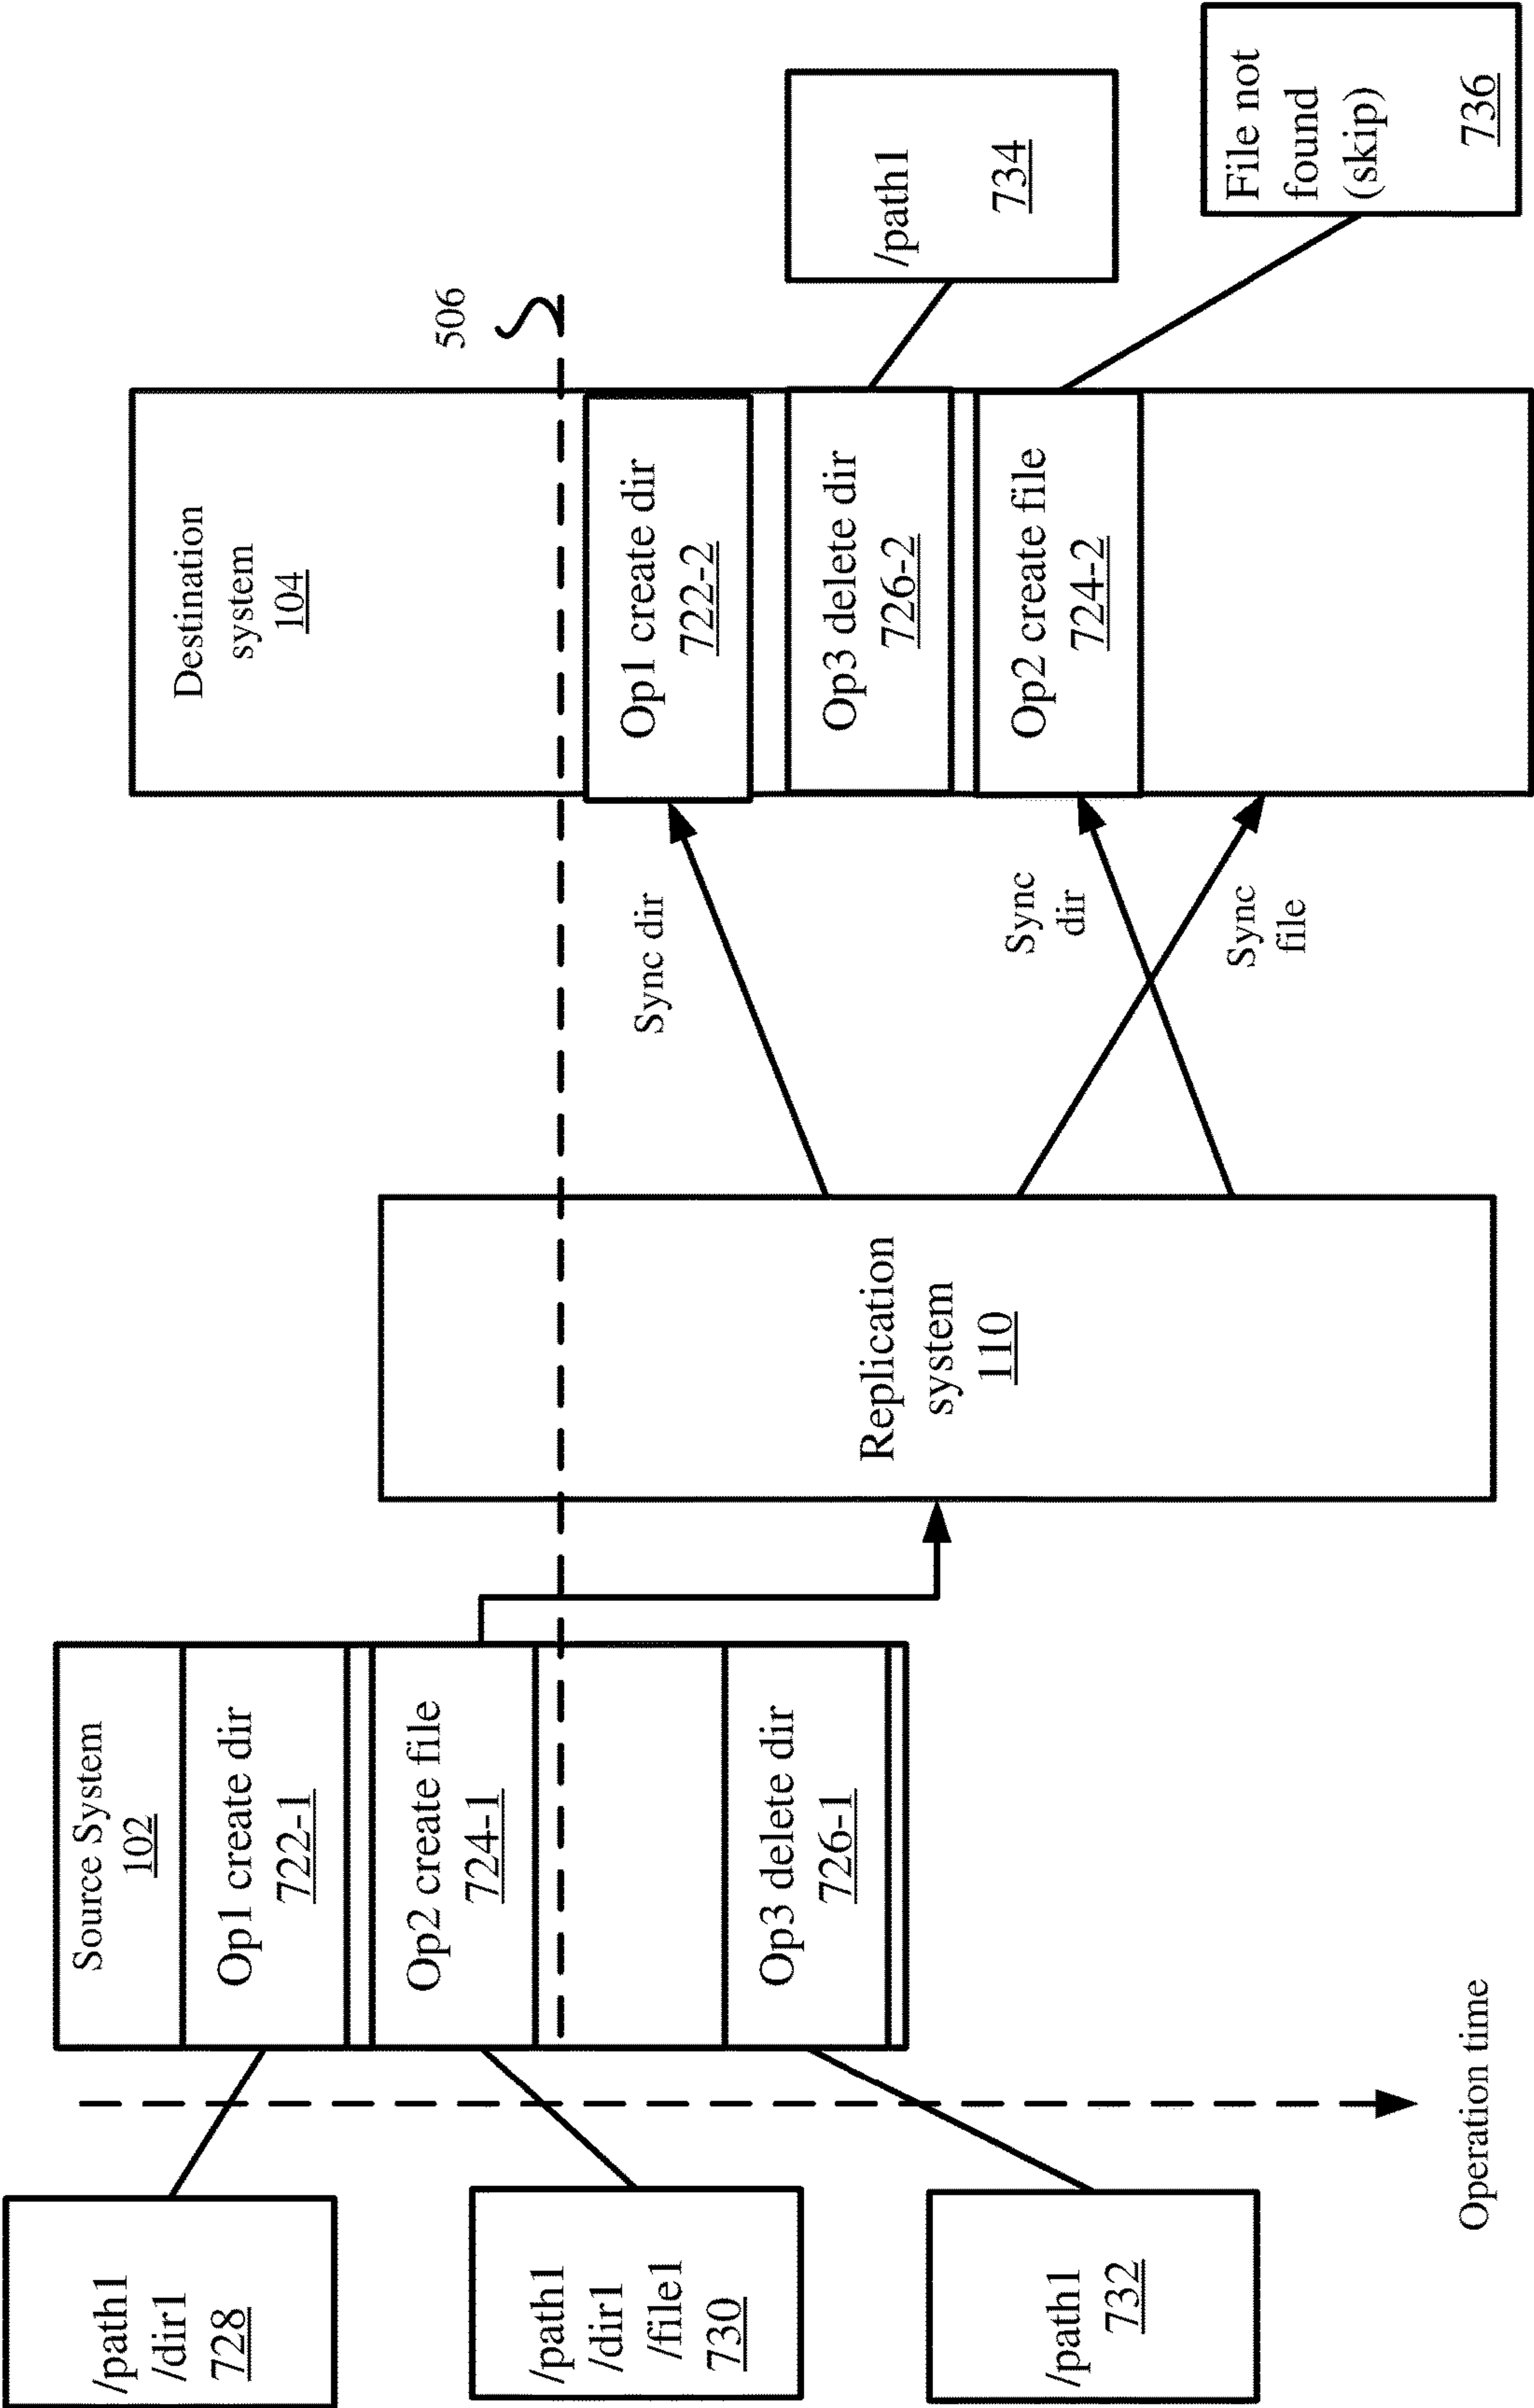 /path1
/dir1
728
/path1
/dir1
/file1
730
/path1
732
Operation time
Source System
102
Op1 create dir
722-1
Op2 create file
724-1
Op3 delete dir
726-1
Replication
system
110
Sync dir
Sync
dir
Sync
file
Destination
system
104
Op1 create dir
722-2
Op3 delete dir
726-2
Op2 create file
724-2
506
/path1
734
File not
found
(skip)
736